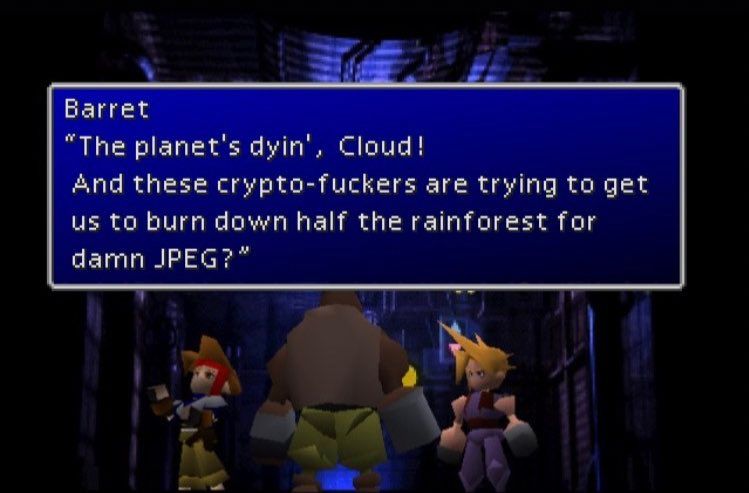 Barret
“The planet's dyin', Cloud!
And these crypto-fuckers are trying to get
us to burn down half the rainforest for
damn JPEG?”